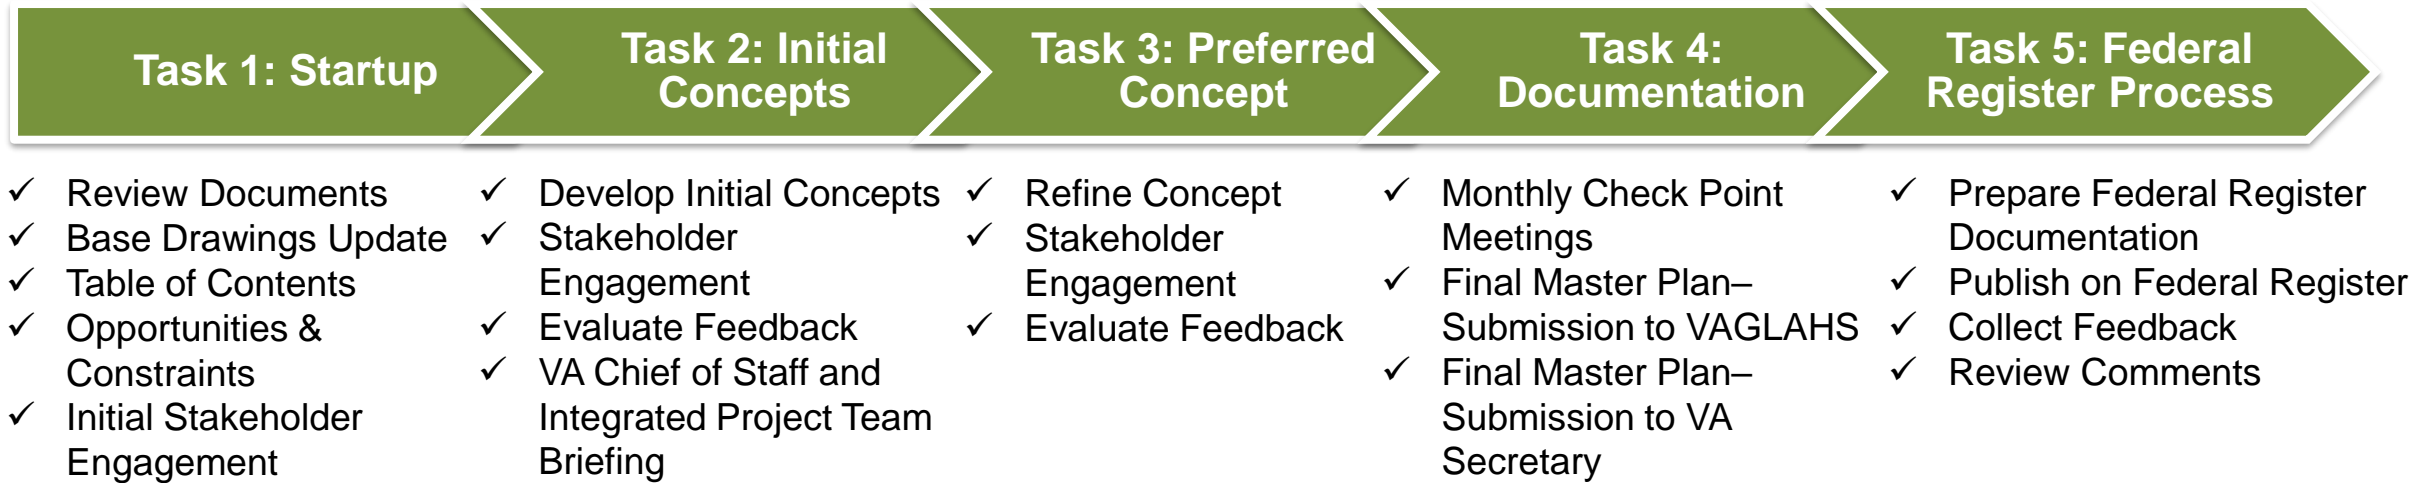 Task 1: Startup
Task 2: Initial
Concepts
Task 3: Preferred
Concept
Task 4:
Documentation
Task 5: Federal
Register Process
✓ Review Documents
✓ Base Drawings Update
✓ Table of Contents
✓ Opportunities &
Constraints
✓ Initial Stakeholder
Engagement
✓ Develop Initial Concepts
✓ Stakeholder
Engagement
✓ Evaluate Feedback
✓ VA Chief of Staff and
Integrated Project Team
Briefing
✓ Refine Concept
✓ Stakeholder
Engagement
✓ Evaluate Feedback
✓ Monthly Check Point
Meetings
✓ Final Master Plan–
Submission to VAGLAHS
✓ Final Master Plan–
Submission to VA
Secretary
✓ Prepare Federal Register
Documentation
✓ Publish on Federal Register
✓ Collect Feedback
✓ Review Comments